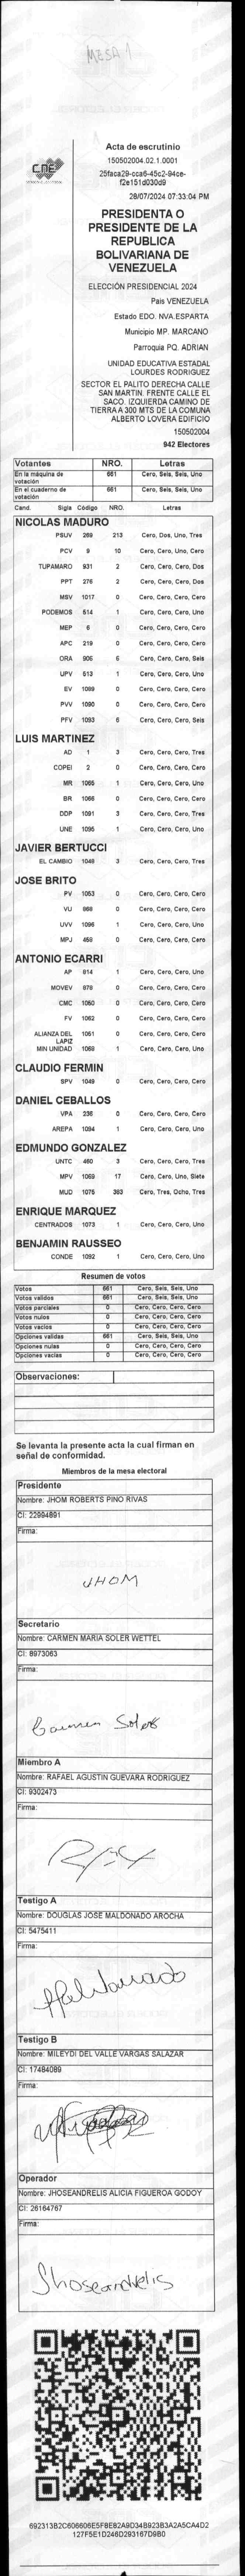 MESA 1
CNE
Acta de escrutinio
150502004.02.1.0001
25faca29-cca6-45c2-94ce-
f2e151d030d9
28/07/2024 07:33:04 PM
PRESIDENTA O
PRESIDENTE DE LA
REPUBLICA
BOLIVARIANA DE
VENEZUELA
ELECCIÓN PRESIDENCIAL 2024
Pais VENEZUELA
Estado EDO. NVA.ESPARTA
Municipio MP. MARCANO
Parroquia PQ. ADRIAN
UNIDAD EDUCATIVA ESTADAL
LOURDES RODRIGUEZ
SECTOR EL PALITO DERECHA CALLE
SAN MARTIN. FRENTE CALLE EL
SACO. IZQUIERDA CAMINO DE
TIERRA A 300 MTS DE LA COMUNA
ALBERTO LOVERA EDIFICIO
150502004
942 Electores
Votantes NRO. Letras
En la máquina de votación 661 Cero, Seis, Seis, Uno
En el cuaderno de votación 661 Cero, Seis, Seis, Uno
Cand. Sigla Código NRO. Letras
NICOLAS MADURO
PSUV 269 213 Cero, Dos, Uno, Tres
PCV 9 10 Cero, Cero, Uno, Cero
TUPAMARO 931 2 Cero, Cero, Cero, Dos
PPT 276 2 Cero, Cero, Cero, Dos
MSV 1017 0 Cero, Cero, Cero, Cero
PODEMOS 514 1 Cero, Cero, Cero, Uno
MEP 6 0 Cero, Cero, Cero, Cero
APC 219 0 Cero, Cero, Cero, Cero
ORA 906 6 Cero, Cero, Cero, Seis
UPV 513 1 Cero, Cero, Cero, Uno
EV 1089 0 Cero, Cero, Cero, Cero
PVV 1090 0 Cero, Cero, Cero, Cero
PFV 1093 6 Cero, Cero, Cero, Seis
LUIS MARTINEZ
AD 1 3 Cero, Cero, Cero, Tres
COPEI 2 0 Cero, Cero, Cero, Cero
MR 1065 1 Cero, Cero, Cero, Uno
BR 1066 0 Cero, Cero, Cero, Cero
DDP 1091 3 Cero, Cero, Cero, Tres
UNE 1095 1 Cero, Cero, Cero, Uno
JAVIER BERTUCCI
EL CAMBIO 1048 3 Cero, Cero, Cero, Tres
JOSE BRITO
PV 1053 0 Cero, Cero, Cero, Cero
VU 868 0 Cero, Cero, Cero, Cero
UVV 1096 1 Cero, Cero, Cero, Uno
MPJ 458 0 Cero, Cero, Cero, Cero
ANTONIO ECARRI
AP 814 1 Cero, Cero, Cero, Uno
MOVEV 878 0 Cero, Cero, Cero, Cero
CMC 1050 0 Cero, Cero, Cero, Cero
FV 1062 0 Cero, Cero, Cero, Cero
ALIANZA DEL LAPIZ 1051 0 Cero, Cero, Cero, Cero
MIN UNIDAD 1068 1 Cero, Cero, Cero, Uno
CLAUDIO FERMIN
SPV 1049 0 Cero, Cero, Cero, Cero
DANIEL CEBALLOS
VPA 236 0 Cero, Cero, Cero, Cero
AREPA 1094 1 Cero, Cero, Cero, Uno
EDMUNDO GONZALEZ
UNTC 460 3 Cero, Cero, Cero, Tres
MPV 1069 17 Cero, Cero, Uno, Siete
MUD 1075 383 Cero, Tres, Ocho, Tres
ENRIQUE MARQUEZ
CENTRADOS 1073 1 Cero, Cero, Cero, Uno
BENJAMIN RAUSSEO
CONDE 1092 1 Cero, Cero, Cero, Uno
Resumen de votos
Votos 661 Cero, Seis, Seis, Uno
Votos validos 661 Cero, Seis, Seis, Uno
Votos parciales 0 Cero, Cero, Cero, Cero
Votos nulos 0 Cero, Cero, Cero, Cero
Votos vacios 0 Cero, Cero, Cero, Cero
Opciones validas 661 Cero, Seis, Seis, Uno
Opciones nulas 0 Cero, Cero, Cero, Cero
Opciones vacias 0 Cero, Cero, Cero, Cero
Observaciones:
Se levanta la presente acta la cual firman en
señal de conformidad.
Miembros de la mesa electoral
Presidente
Nombre: JHOM ROBERTS PINO RIVAS
CI: 22994891
Firma:
JHOM
Secretario
Nombre: CARMEN MARIA SOLER WETTEL
CI: 8973063
Firma:
Carmen Soler
Miembro A
Nombre: RAFAEL AGUSTIN GUEVARA RODRIGUEZ
CI: 9302473
Firma:
Testigo A
Nombre: DOUGLAS JOSE MALDONADO AROCHA
CI: 5475411
Firma:
Testigo B
Nombre: MILEYDI DEL VALLE VARGAS SALAZAR
CI: 17484089
Firma:
Operador
Nombre: JHOSEANDRELIS ALICIA FIGUEROA GODOY
CI: 26164767
Firma:
Jhoseandrelis
692313B2C606606E5F8E82A9D34B923B3A2A5CA4D2
127F5E1D246D293167D9B0